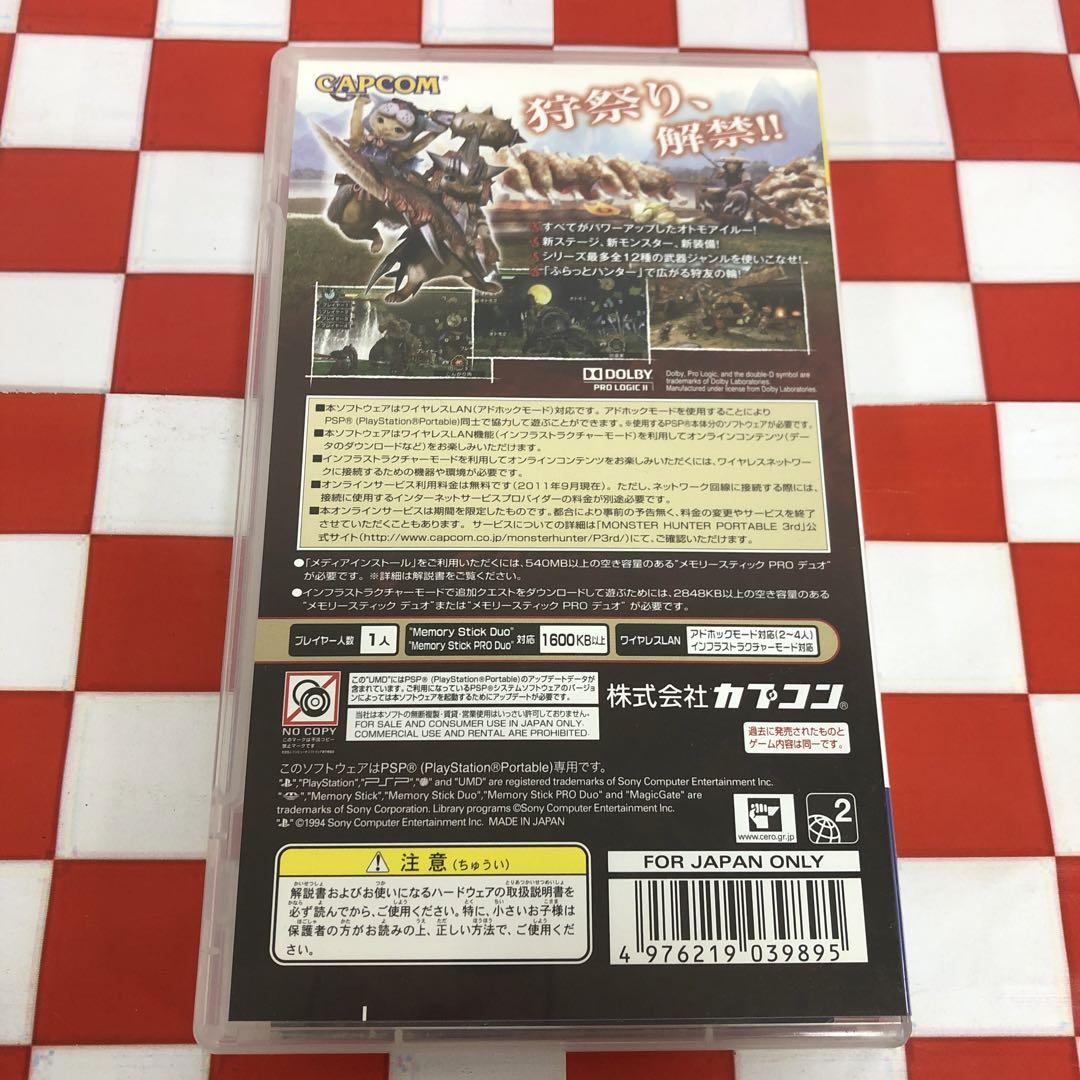 CAPCOM®
狩祭り、
解禁!!
すべてがパワーアップしたオトモアイルー!
新ステージ、新モンスター、新装備!
シリーズ最多全12種の武器ジャンルを使いこなせ!
「ふらっとハンター」で広がる狩友の輪!
プレイヤー1
プレイヤー2
プレイヤー3
プレイヤー4
DOLBY
PRO LOGIC II
Dolby, Pro Logic, and the double-D symbol are
trademarks of Dolby Laboratories.
Manufactured under license from Dolby Laboratories.
■本ソフトウェアはワイヤレスLAN(アドホックモード)対応です。アドホックモードを使用することにより
PSP®(PlayStation®Portable)同士で協力して遊ぶことができます。※使用するPSP®本体分のソフトウェアが必要です。
■本ソフトウェアはワイヤレスLAN機能(インフラストラクチャーモード)を利用してオンラインコンテンツ(デー
タのダウンロードなど)をお楽しみいただけます。
■インフラストラクチャーモードを利用してオンラインコンテンツをお楽しみいただくには、ワイヤレスネットワー
クに接続するための機器や環境が必要です。
■オンラインサービス利用料金は無料です(2011年9月現在)。ただし、ネットワーク回線に接続する際には、
接続に使用するインターネットサービスプロバイダーの料金が別途必要です。
■本オンラインサービスは期間を限定したものです。都合により事前の予告無く、料金の変更やサービスを終了
させていただくこともあります。サービスについての詳細は「MONSTER HUNTER PORTABLE 3rd」公
式サイト(http://www.capcom.co.jp/monsterhunter/P3rd/)にて、ご確認いただけます。
●「メディアインストール」をご利用いただくには、540MB以上の空き容量のある"メモリースティック PRO デュオ"
が必要です。※詳細は解説書をご覧ください。
●インフラストラクチャーモードで追加クエストをダウンロードして遊ぶためには、2848KB以上の空き容量のある
"メモリースティック デュオ"または"メモリースティック PRO デュオ"が必要です。
プレイヤー人数 1人
"Memory Stick Duo"
"Memory Stick PRO Duo" 対応 1600KB以上
ワイヤレスLAN アドホックモード対応(2~4人)
インフラストラクチャーモード対応
NO COPY
このマークは不法コピー
禁止マークです
この"UMD"にはPSP®(PlayStation®Portable)のアップデートデータが
含まれています。ご利用になっているPSP®システムソフトウェアのバージョ
ンによっては本ソフトウェアを起動するためにアップデートが必要です。
当社は本ソフトの無断複製・賃貸・営業使用はいっさい許可しておりません。
FOR SALE AND CONSUMER USE IN JAPAN ONLY.
COMMERCIAL USE AND RENTAL ARE PROHIBITED.
株式会社カプコン®
過去に発売されたものと
ゲーム内容は同一です。
このソフトウェアはPSP®(PlayStation®Portable)専用です。
"PlayStation","PSP" and "UMD" are registered trademarks of Sony Computer Entertainment Inc.
"Memory Stick","Memory Stick Duo","Memory Stick PRO Duo" and "MagicGate" are
trademarks of Sony Corporation. Library programs ©Sony Computer Entertainment Inc.
©1994 Sony Computer Entertainment Inc. MADE IN JAPAN
www.cero.gr.jp
2
注意(ちゅうい)
解説書およびお使いになるハードウェアの取扱説明書を
必ず読んでから、ご使用ください。特に、小さいお子様は
保護者の方がお読みの上、正しい方法で、ご使用くだ
さい。
FOR JAPAN ONLY
4 976219 039895